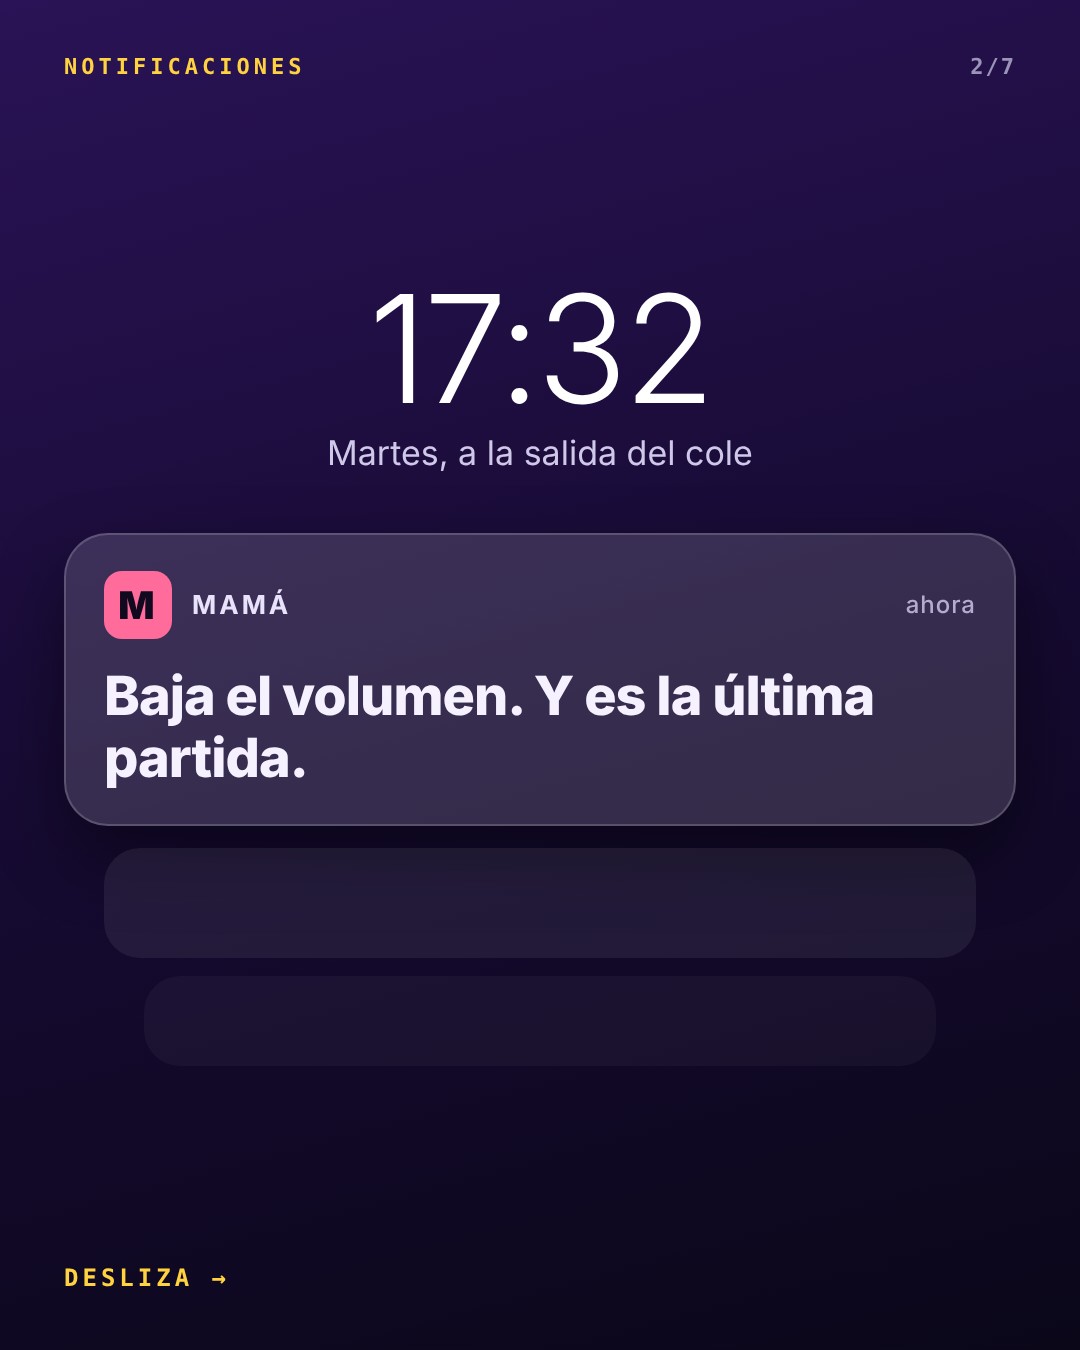 NOTIFICACIONES
2/7
17:32
Martes, a la salida del cole
M
MAMÁ
ahora
Baja el volumen. Y es la última
partida.
DESLIZA →